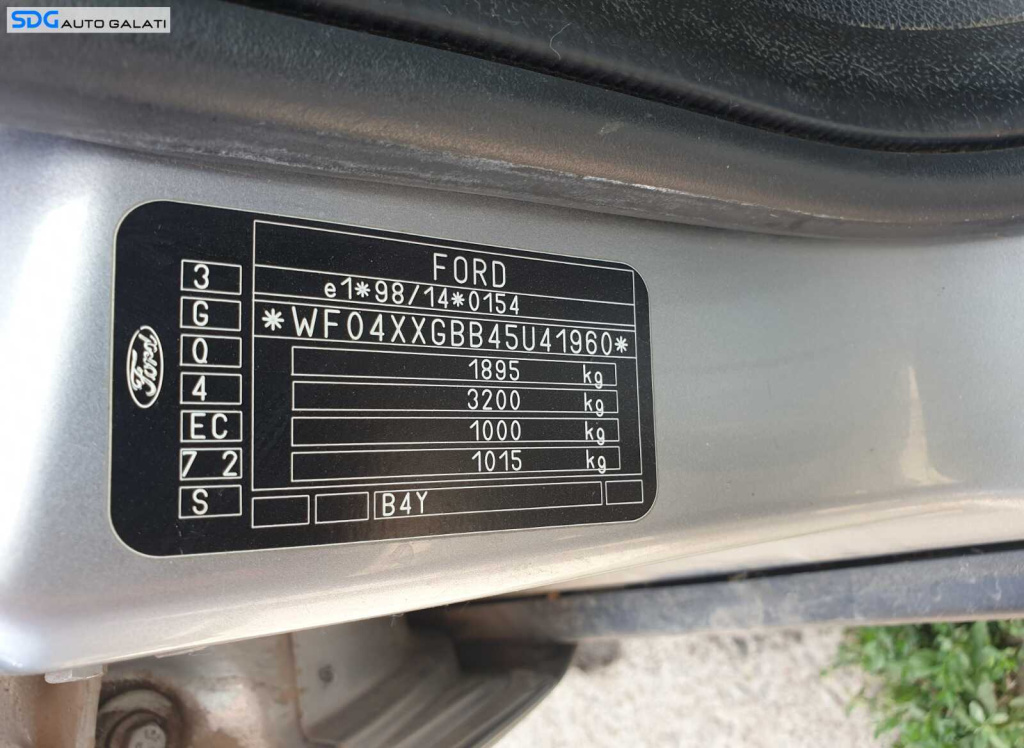 SDG AUTO GALATI
FORD
e1*98/14*0154
*WF04XXGBB45U41960*
1895 kg
3200 kg
1000 kg
1015 kg
B4Y
3
G
Q
4
EC
7 2
S
Ford